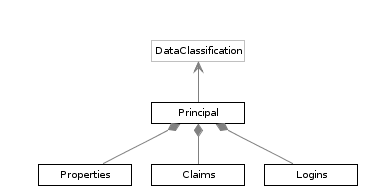 DataClassification
Principal
Properties
Claims
Logins